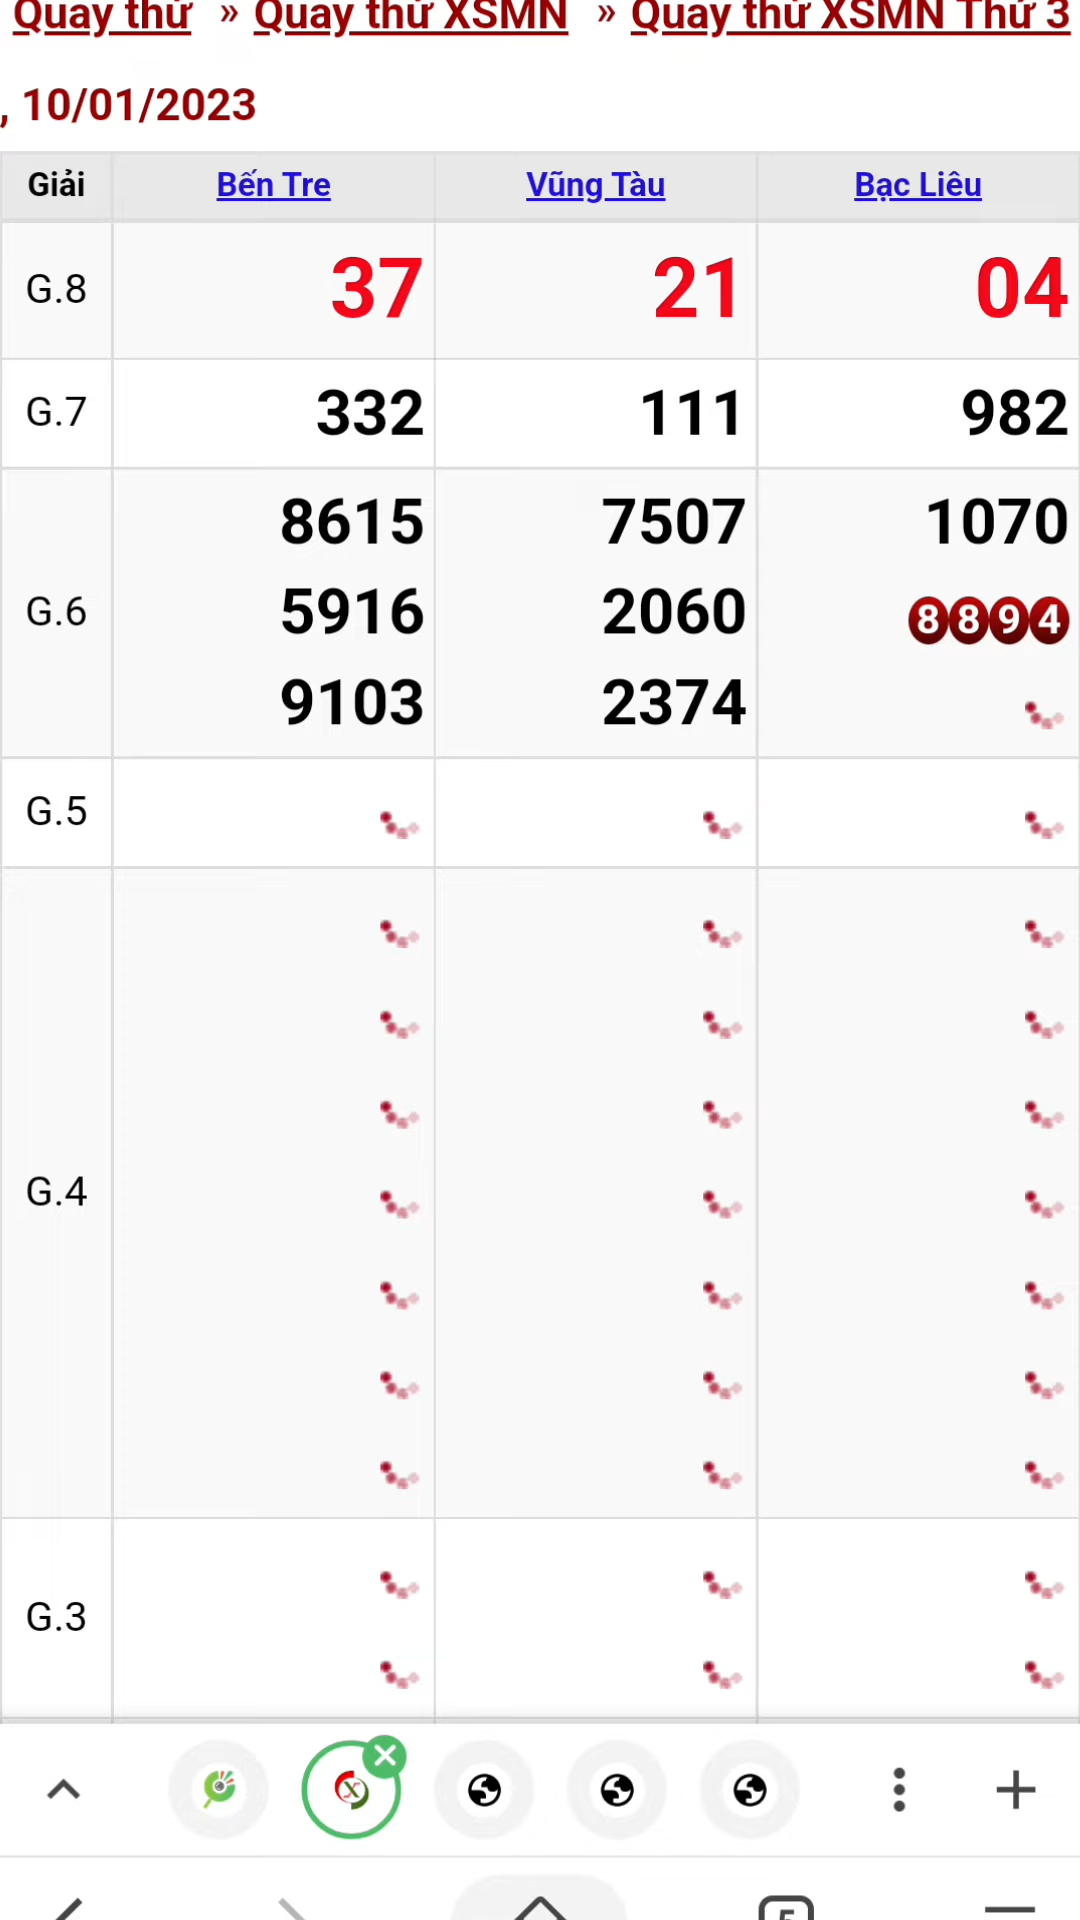 Quay thử » Quay thử XSMN » Quay thử XSMN Thứ 3
, 10/01/2023
Giải Bến Tre Vũng Tàu Bạc Liêu
G.8 37 21 04
G.7 332 111 982
8615 7507 1070
G.6 5916 2060 8894
9103 2374
G.5
G.4
G.3
X
5